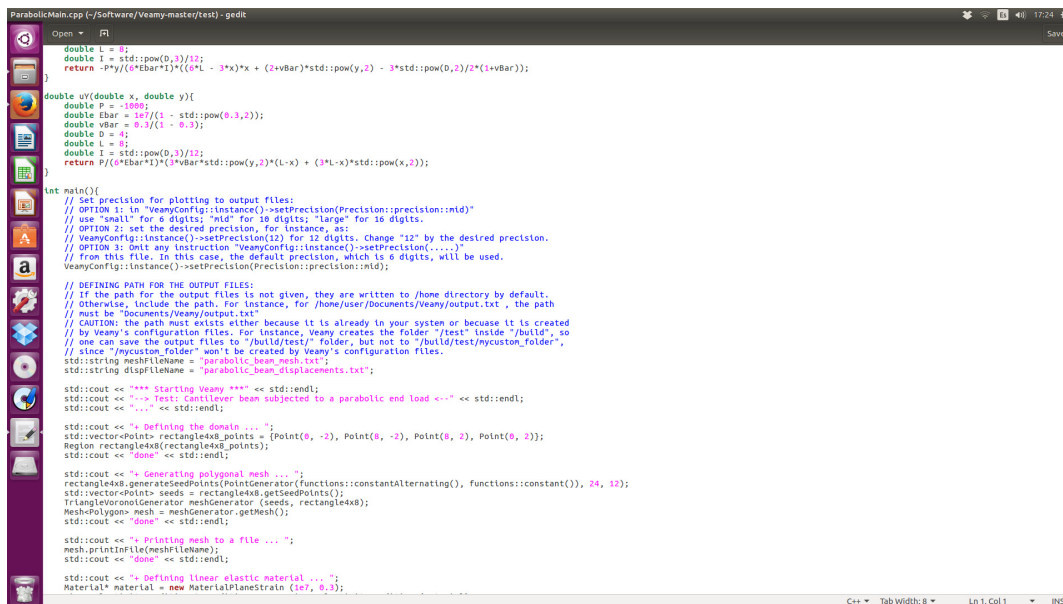 ParabolicMain.cpp (~/Software/Veamy-master/test) - gedit
Es 17:24
Open Save
double L = 8;
double I = std::pow(D,3)/12;
return -P*y/(6*Ebar*I)*((6*L - 3*x)*x + (2+vBar)*std::pow(y,2) - 3*std::pow(D,2)/2*(1+vBar));
}
double uY(double x, double y){
double P = -1000;
double Ebar = 1e7/(1 - std::pow(0.3,2));
double vBar = 0.3/(1 - 0.3);
double D = 4;
double L = 8;
double I = std::pow(D,3)/12;
return P/(6*Ebar*I)*(3*vBar*std::pow(y,2)*(L-x) + (3*L-x)*std::pow(x,2));
}
int main(){
// Set precision for plotting to output files:
// OPTION 1: in "VeamyConfig::instance()->setPrecision(Precision::precision::mid)"
// use "small" for 6 digits; "mid" for 10 digits; "large" for 16 digits.
// OPTION 2: set the desired precision, for instance, as:
// VeamyConfig::instance()->setPrecision(12) for 12 digits. Change "12" by the desired precision.
// OPTION 3: Omit any instruction "VeamyConfig::instance()->setPrecision(.....)"
// from this file. In this case, the default precision, which is 6 digits, will be used.
VeamyConfig::instance()->setPrecision(Precision::precision::mid);
// DEFINING PATH FOR THE OUTPUT FILES:
// If the path for the output files is not given, they are written to /home directory by default.
// Otherwise, include the path. For instance, for /home/user/Documents/Veamy/output.txt , the path
// must be "Documents/Veamy/output.txt"
// CAUTION: the path must exists either because it is already in your system or becuase it is created
// by Veamy's configuration files. For instance, Veamy creates the folder "/test" inside "/build", so
// one can save the output files to "/build/test/" folder, but not to "/build/test/mycustom_folder",
// since "/mycustom_folder" won't be created by Veamy's configuration files.
std::string meshFileName = "parabolic_beam_mesh.txt";
std::string dispFileName = "parabolic_beam_displacements.txt";
std::cout << "*** Starting Veamy ***" << std::endl;
std::cout << "--> Test: Cantilever beam subjected to a parabolic end load <--" << std::endl;
std::cout << "..." << std::endl;
std::cout << "+ Defining the domain ... ";
std::vector<Point> rectangle4x8_points = {Point(0, -2), Point(8, -2), Point(8, 2), Point(0, 2)};
Region rectangle4x8(rectangle4x8_points);
std::cout << "done" << std::endl;
std::cout << "+ Generating polygonal mesh ... ";
rectangle4x8.generateSeedPoints(PointGenerator(functions::constantAlternating(), functions::constant()), 24, 12);
std::vector<Point> seeds = rectangle4x8.getSeedPoints();
TriangleVoronoiGenerator meshGenerator (seeds, rectangle4x8);
Mesh<Polygon> mesh = meshGenerator.getMesh();
std::cout << "done" << std::endl;
std::cout << "+ Printing mesh to a file ... ";
mesh.printInFile(meshFileName);
std::cout << "done" << std::endl;
std::cout << "+ Defining linear elastic material ... ";
Material* material = new MaterialPlaneStrain (1e7, 0.3);
C++ Tab Width: 8 Ln 1, Col 1 INS